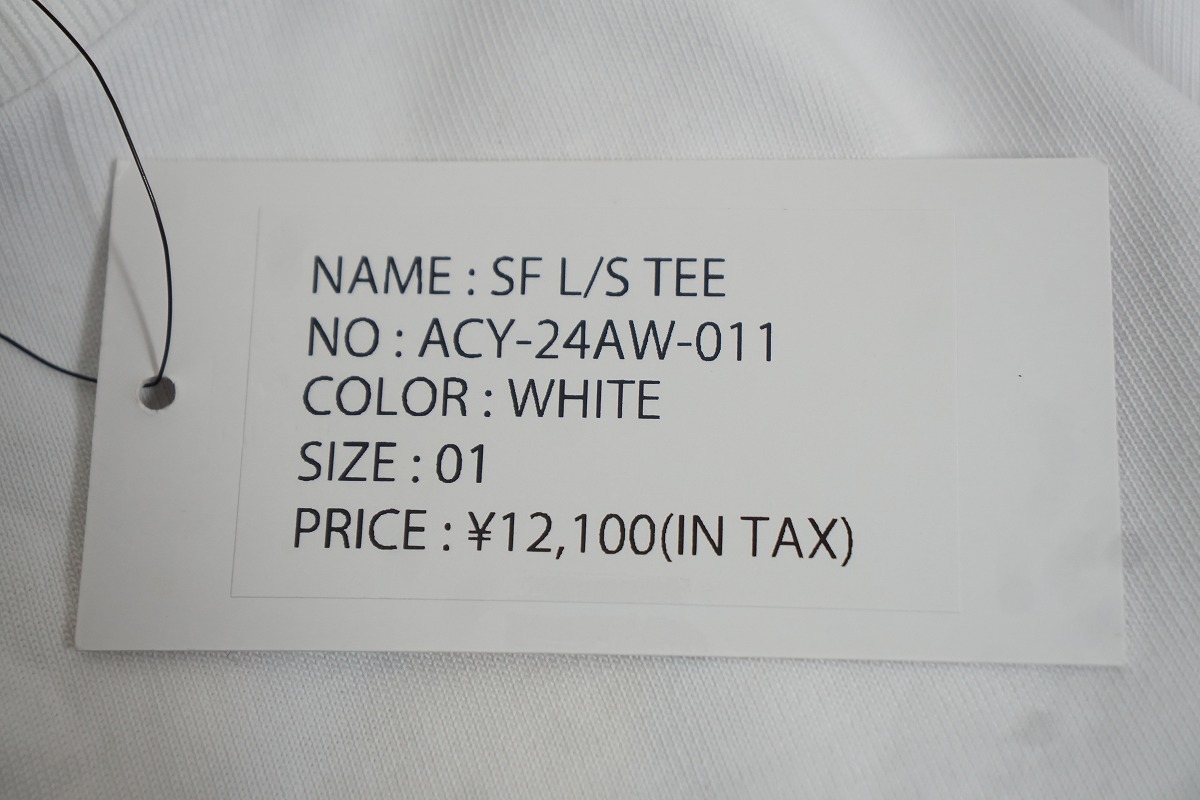 NAME : SF L/S TEE
NO : ACY-24AW-011
COLOR : WHITE
SIZE : 01
PRICE : ¥12,100(IN TAX)